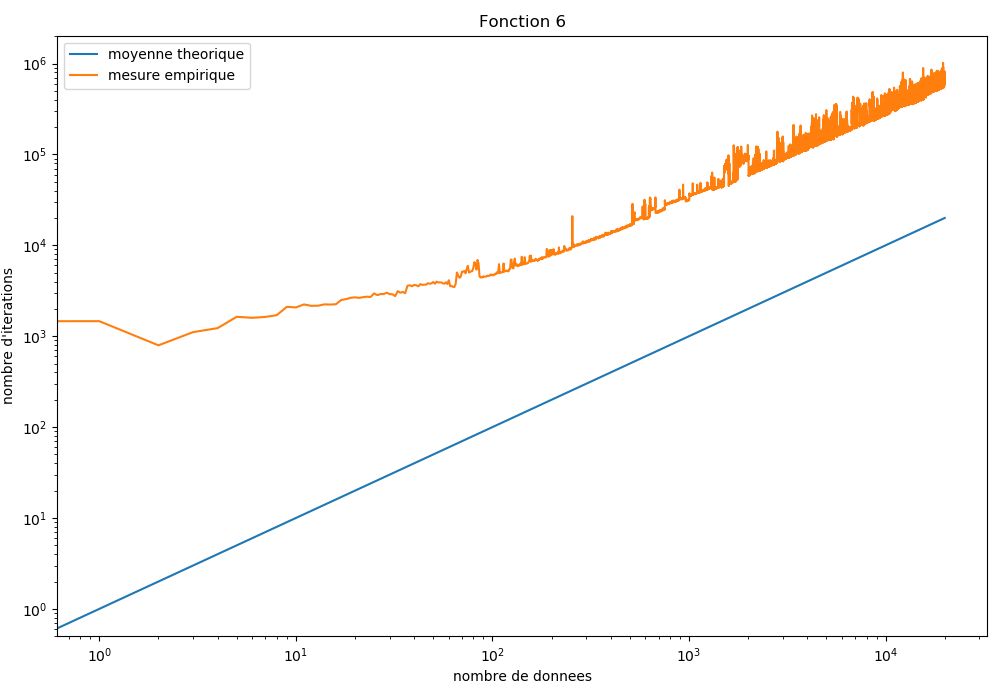 Fonction 6
moyenne theorique
mesure empirique
nombre d'iterations
10^6
10^5
10^4
10^3
10^2
10^1
10^0
10^0
10^1
10^2
10^3
10^4
nombre de donnees